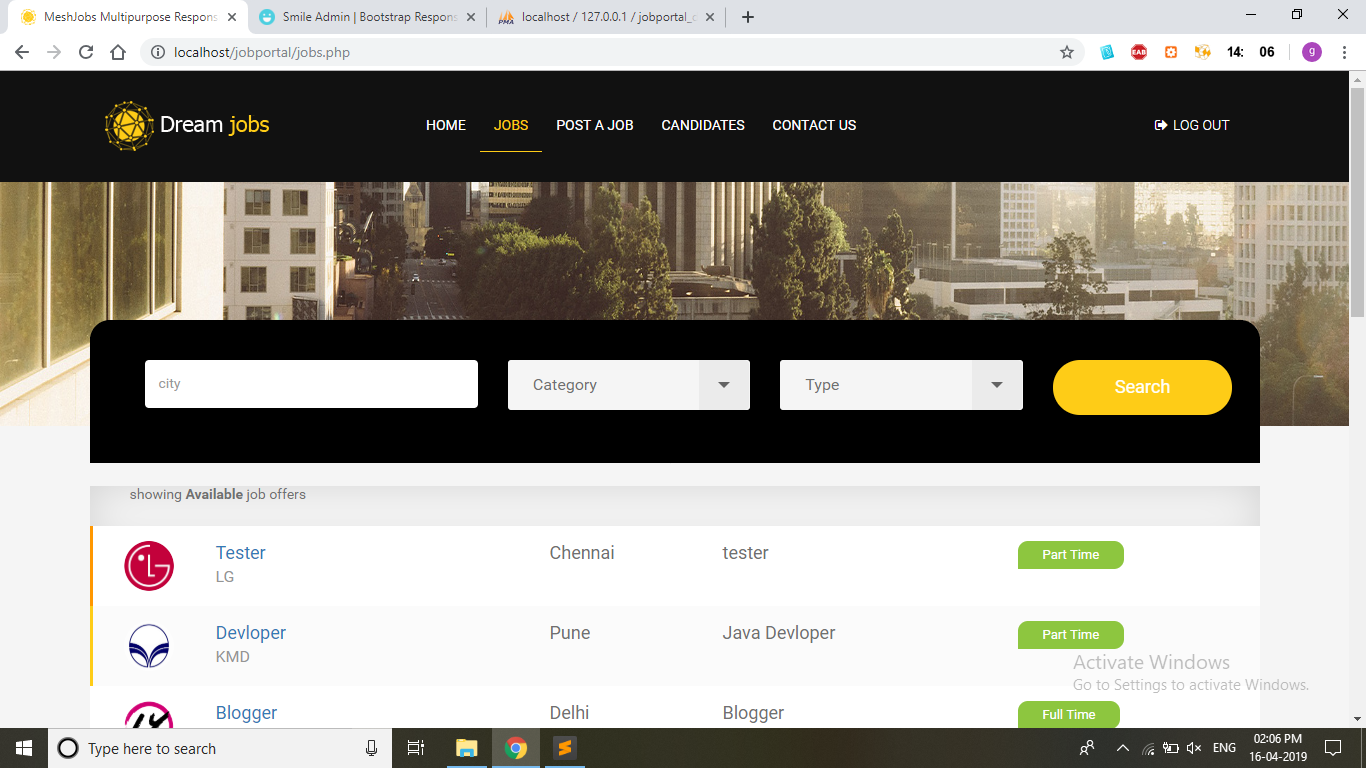 MeshJobs Multipurpose Respons
Smile Admin | Bootstrap Respons
localhost / 127.0.0.1 / jobportal_c
localhost/jobportal/jobs.php
EAB
14: 06
g
Dream jobs
HOME
JOBS
POST A JOB
CANDIDATES
CONTACT US
LOG OUT
city
Category
Type
Search
showing Available job offers
Tester
Chennai
tester
Part Time
LG
Devloper
Pune
Java Devloper
Part Time
KMD
Activate Windows
Go to Settings to activate Windows.
Blogger
Delhi
Blogger
Full Time
Type here to search
ENG
02:06 PM
16-04-2019